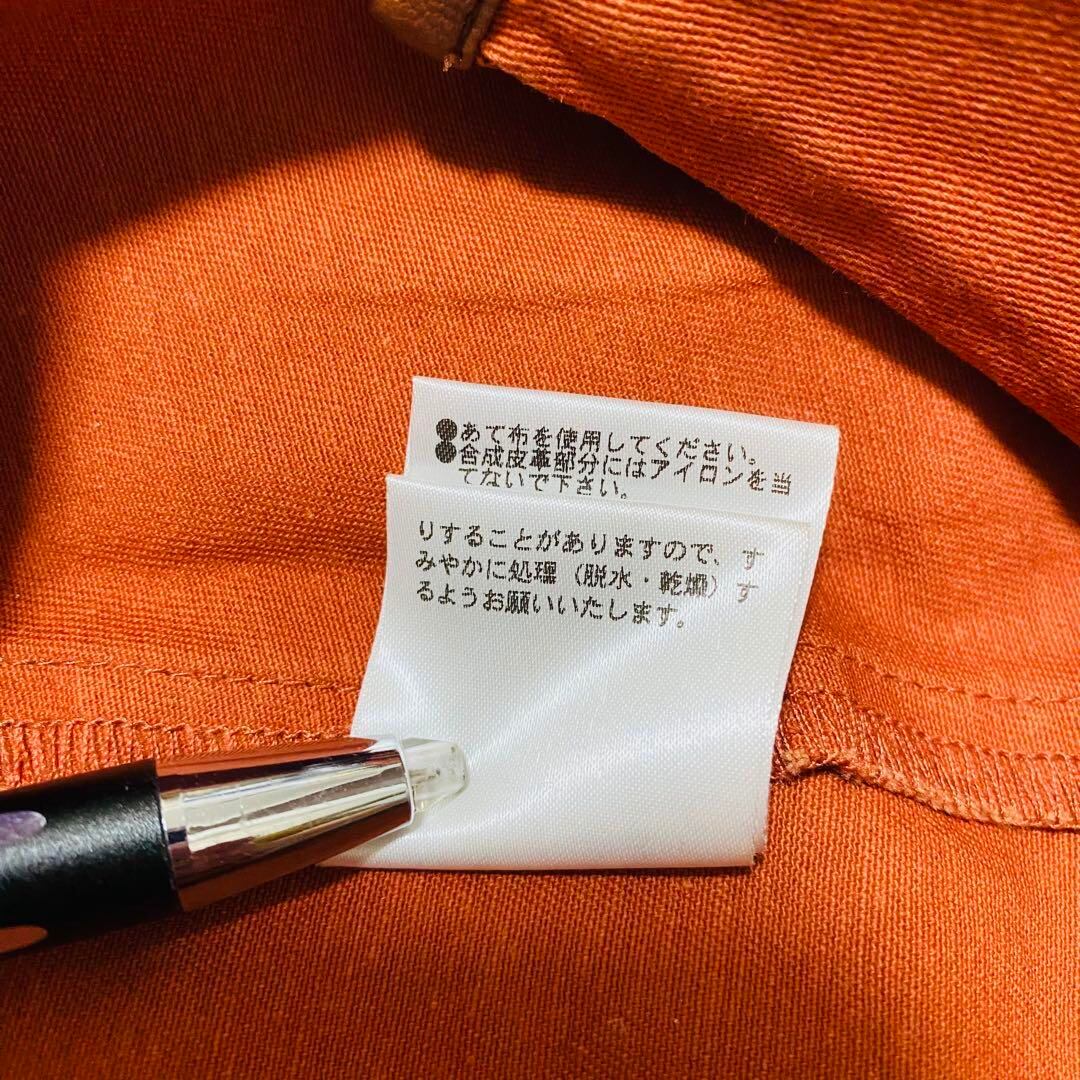 ●あて布を使用してください。
●合成皮革部分にはアイロンを当
てないで下さい。
りすることがありますので、す
みやかに処理（脱水・乾燥）す
るようお願いいたします。